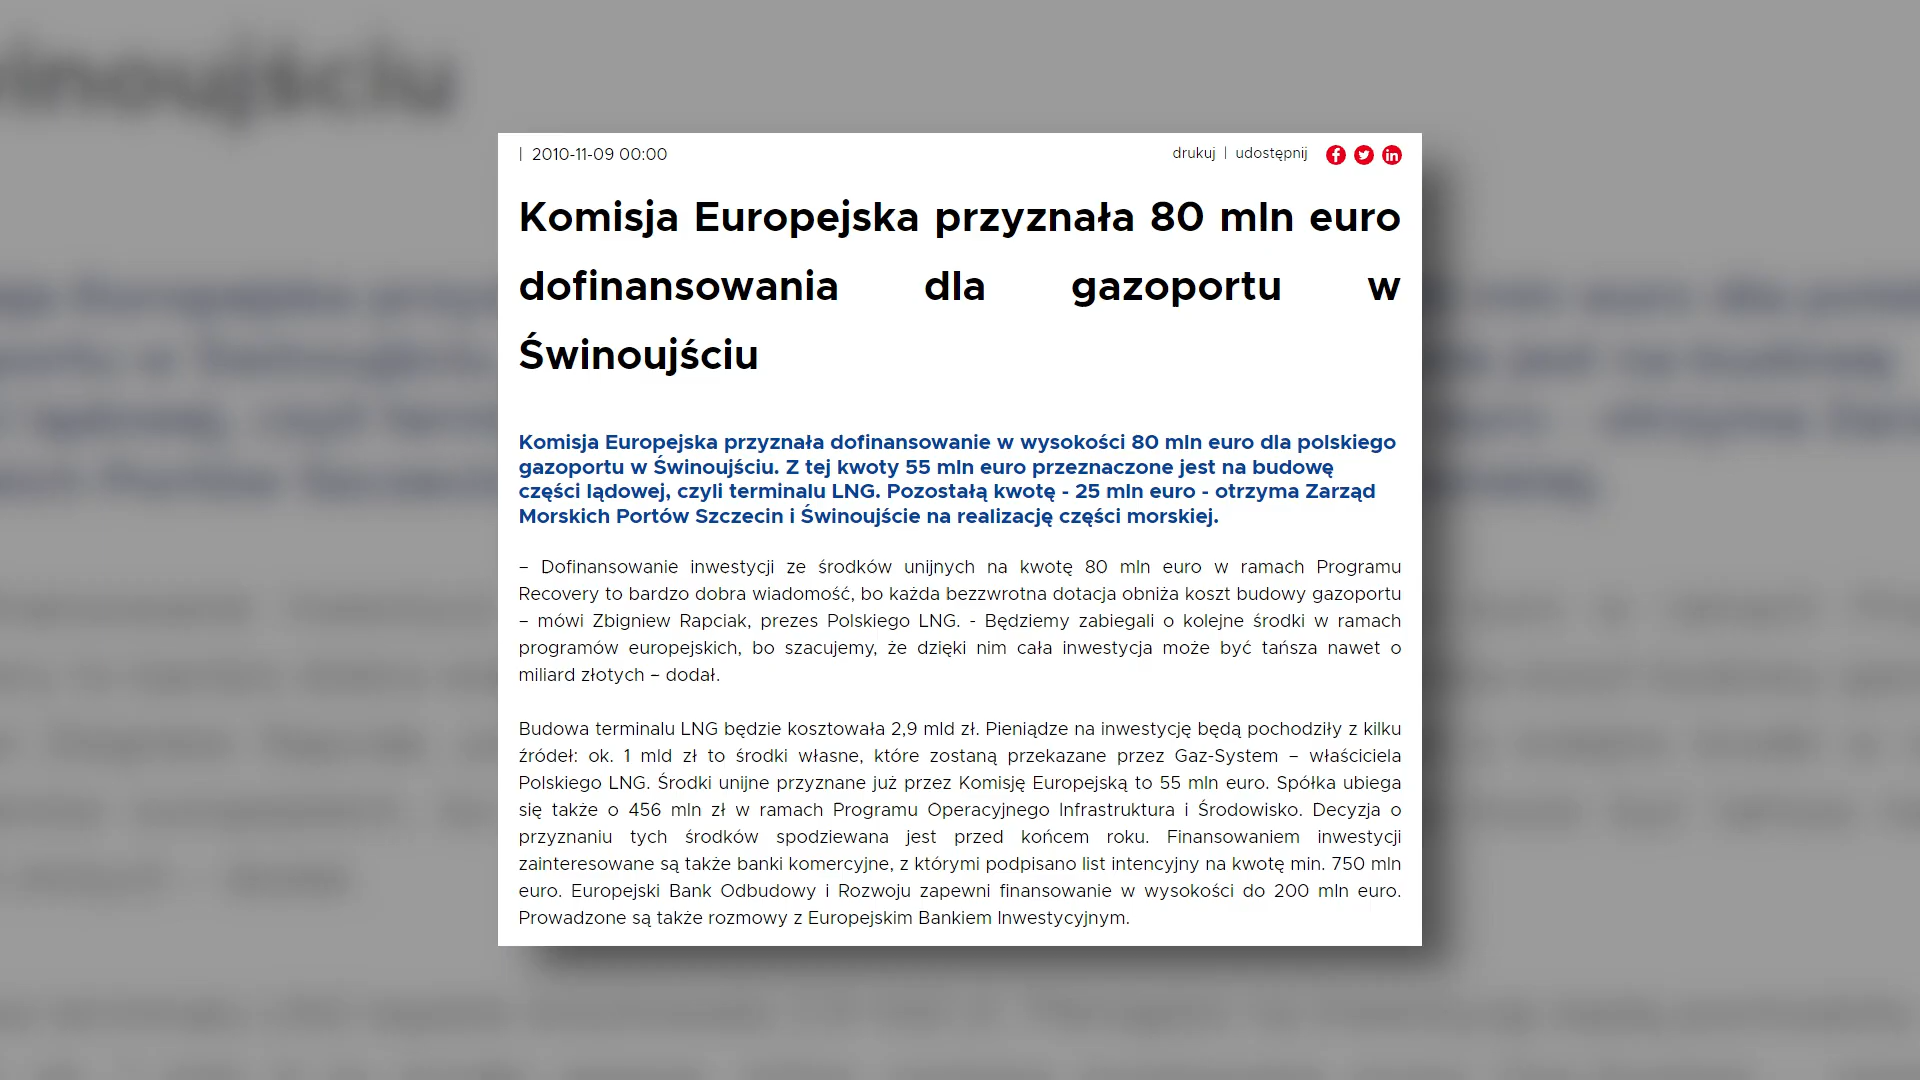 | 2010-11-09 00:00
drukuj | udostępnij
Komisja Europejska przyznała 80 mln euro
dofinansowania dla gazoportu w
Świnoujściu
Komisja Europejska przyznała dofinansowanie w wysokości 80 mln euro dla polskiego
gazoportu w Świnoujściu. Z tej kwoty 55 mln euro przeznaczone jest na budowę
części lądowej, czyli terminalu LNG. Pozostałą kwotę - 25 mln euro - otrzyma Zarząd
Morskich Portów Szczecin i Świnoujście na realizację części morskiej.
– Dofinansowanie inwestycji ze środków unijnych na kwotę 80 mln euro w ramach Programu
Recovery to bardzo dobra wiadomość, bo każda bezzwrotna dotacja obniża koszt budowy gazoportu
– mówi Zbigniew Rapciak, prezes Polskiego LNG. - Będziemy zabiegali o kolejne środki w ramach
programów europejskich, bo szacujemy, że dzięki nim cała inwestycja może być tańsza nawet o
miliard złotych – dodał.
Budowa terminalu LNG będzie kosztowała 2,9 mld zł. Pieniądze na inwestycję będą pochodziły z kilku
źródeł: ok. 1 mld zł to środki własne, które zostaną przekazane przez Gaz-System – właściciela
Polskiego LNG. Środki unijne przyznane już przez Komisję Europejską to 55 mln euro. Spółka ubiega
się także o 456 mln zł w ramach Programu Operacyjnego Infrastruktura i Środowisko. Decyzja o
przyznaniu tych środków spodziewana jest przed końcem roku. Finansowaniem inwestycji
zainteresowane są także banki komercyjne, z którymi podpisano list intencyjny na kwotę min. 750 mln
euro. Europejski Bank Odbudowy i Rozwoju zapewni finansowanie w wysokości do 200 mln euro.
Prowadzone są także rozmowy z Europejskim Bankiem Inwestycyjnym.